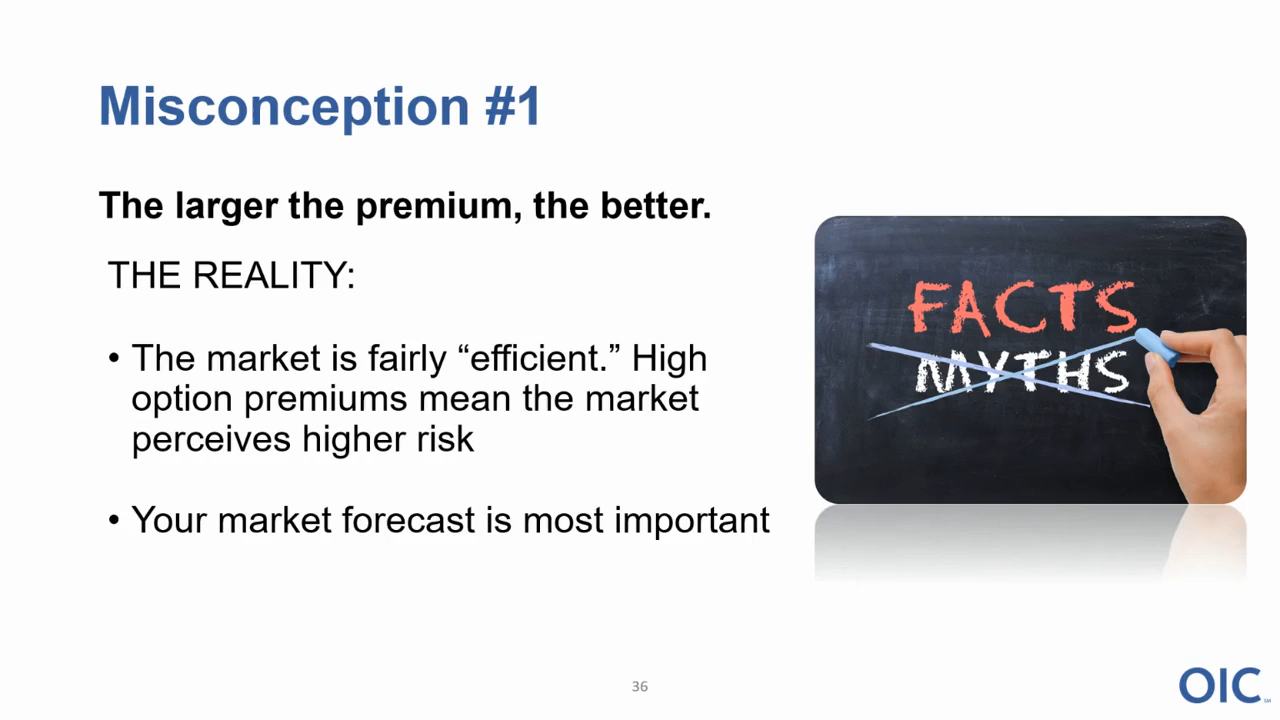 Misconception #1
The larger the premium, the better.
THE REALITY:
• The market is fairly “efficient.” High
option premiums mean the market
perceives higher risk
• Your market forecast is most important
FACTS
MYTHS
36
OIC
SM